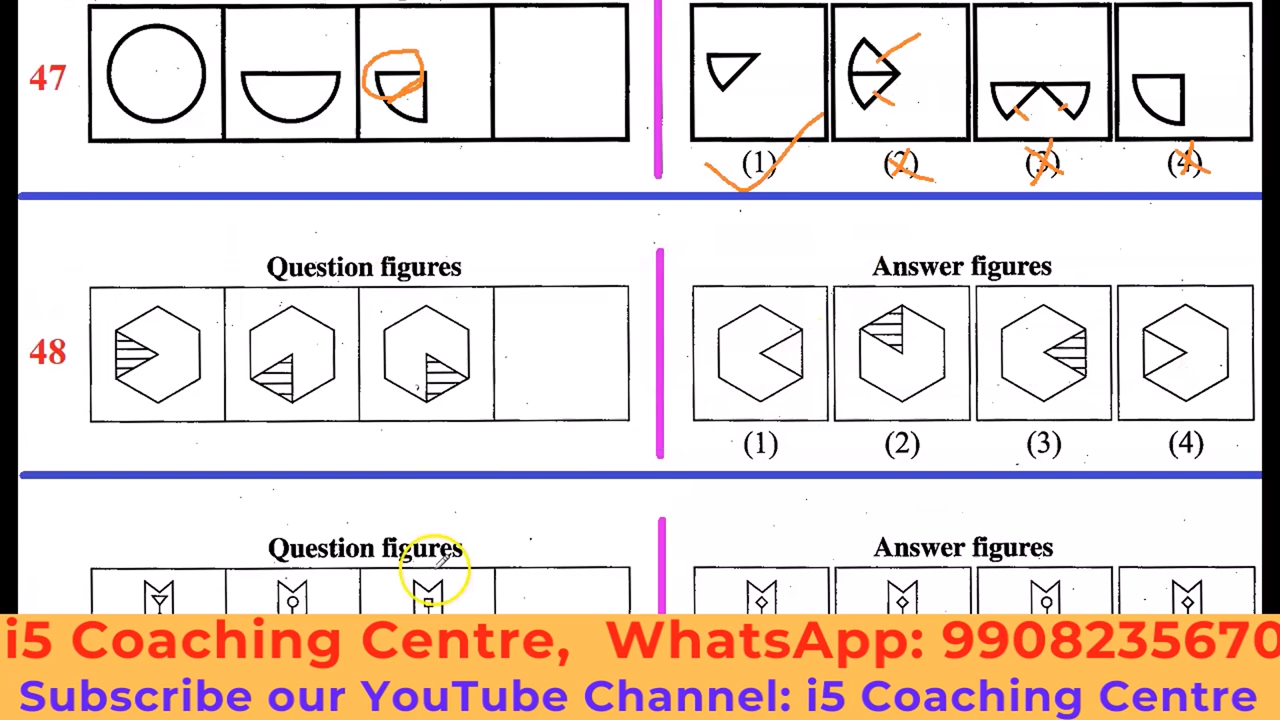 47
(1) (2) (3) (4)
Question figures
Answer figures
48
(1) (2) (3) (4)
Question figures
Answer figures
i5 Coaching Centre, WhatsApp: 9908235670
Subscribe our YouTube Channel: i5 Coaching Centre